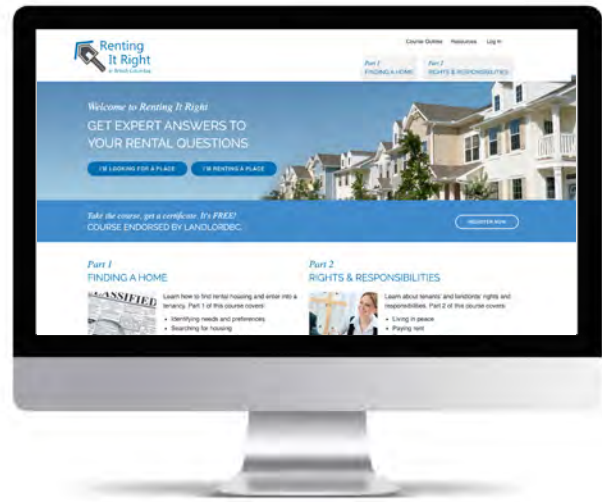 Renting
It Right
in British Columbia
Course Outline Resources Log In
Part 1
FINDING A HOME
Part 2
RIGHTS & RESPONSIBILITIES
Welcome to Renting It Right
GET EXPERT ANSWERS TO
YOUR RENTAL QUESTIONS
I'M LOOKING FOR A PLACE
I'M RENTING A PLACE
Take the course, get a certificate. It's FREE!
COURSE ENDORSED BY LANDLORDBC.
REGISTER NOW
Part 1
FINDING A HOME
CLASSIFIED
Learn how to find rental housing and enter into a
tenancy. Part 1 of this course covers:
• Identifying needs and preferences
• Searching for housing
Part 2
RIGHTS & RESPONSIBILITIES
Learn about tenants' and landlords' rights and
responsibilities. Part 2 of this course covers:
• Living in peace
• Paying rent